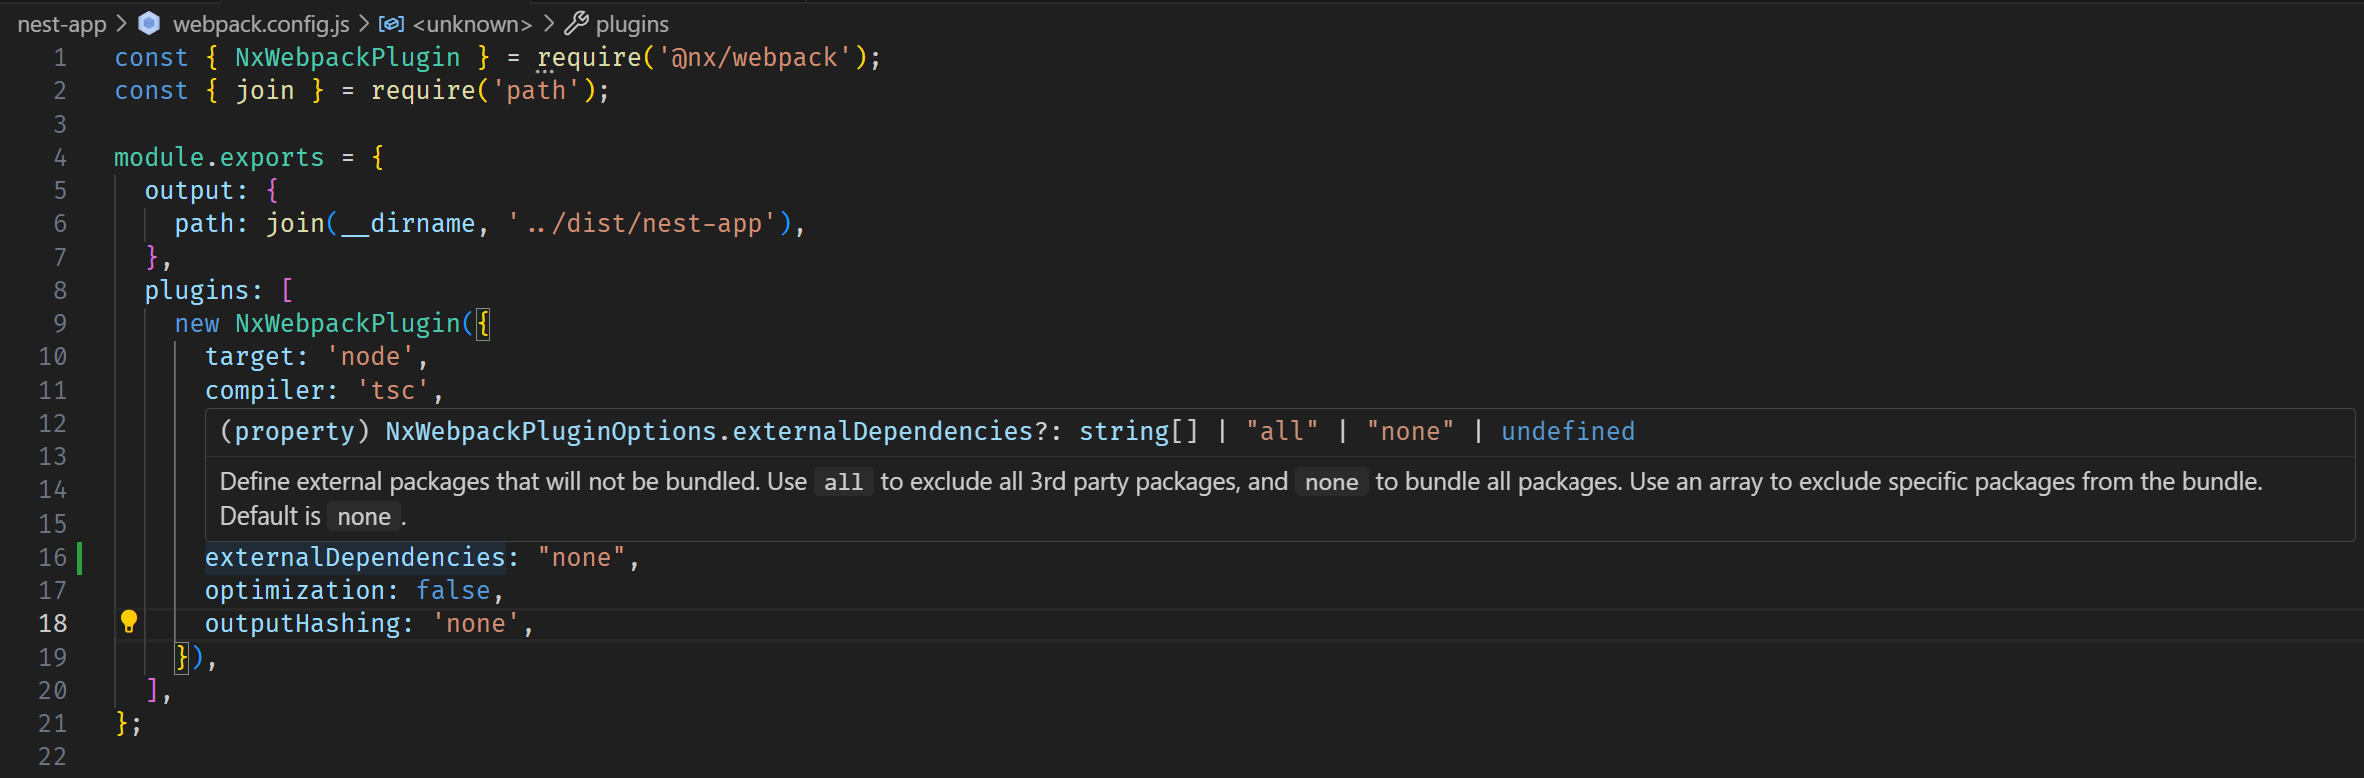 nest-app > webpack.config.js > <unknown> > plugins
1 const { NxWebpackPlugin } = require('@nx/webpack');
2 const { join } = require('path');
3
4 module.exports = {
5 output: {
6 path: join(__dirname, '../dist/nest-app'),
7 },
8 plugins: [
9 new NxWebpackPlugin({
10 target: 'node',
11 compiler: 'tsc',
12
(property) NxWebpackPluginOptions.externalDependencies?: string[] | "all" | "none" | undefined
13
14
Define external packages that will not be bundled. Use all to exclude all 3rd party packages, and none to bundle all packages. Use an array to exclude specific packages from the bundle.
15
Default is none.
16 externalDependencies: "none",
17 optimization: false,
18 outputHashing: 'none',
19 }),
20 ],
21 };
22